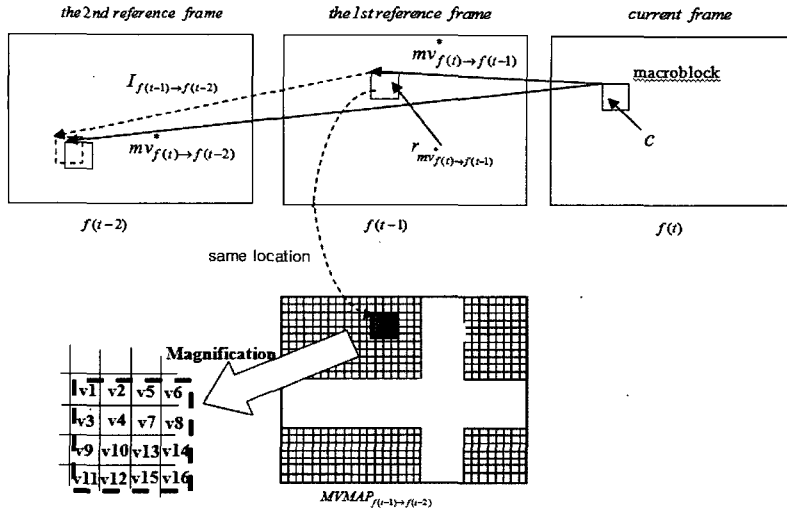 the 2nd reference frame
the 1st reference frame
current frame
I f(t-1)→f(t-2)
mv* f(t)→f(t-1)
macroblock
mv* f(t)→f(t-2)
r mv* f(t)→f(t-1)
c
f(t-2)
f(t-1)
f(t)
same location
Magnification
v1 v2 v5 v6
v3 v4 v7 v8
v9 v10 v13 v14
v11 v12 v15 v16
MVMAP f(t-1)→f(t-2)